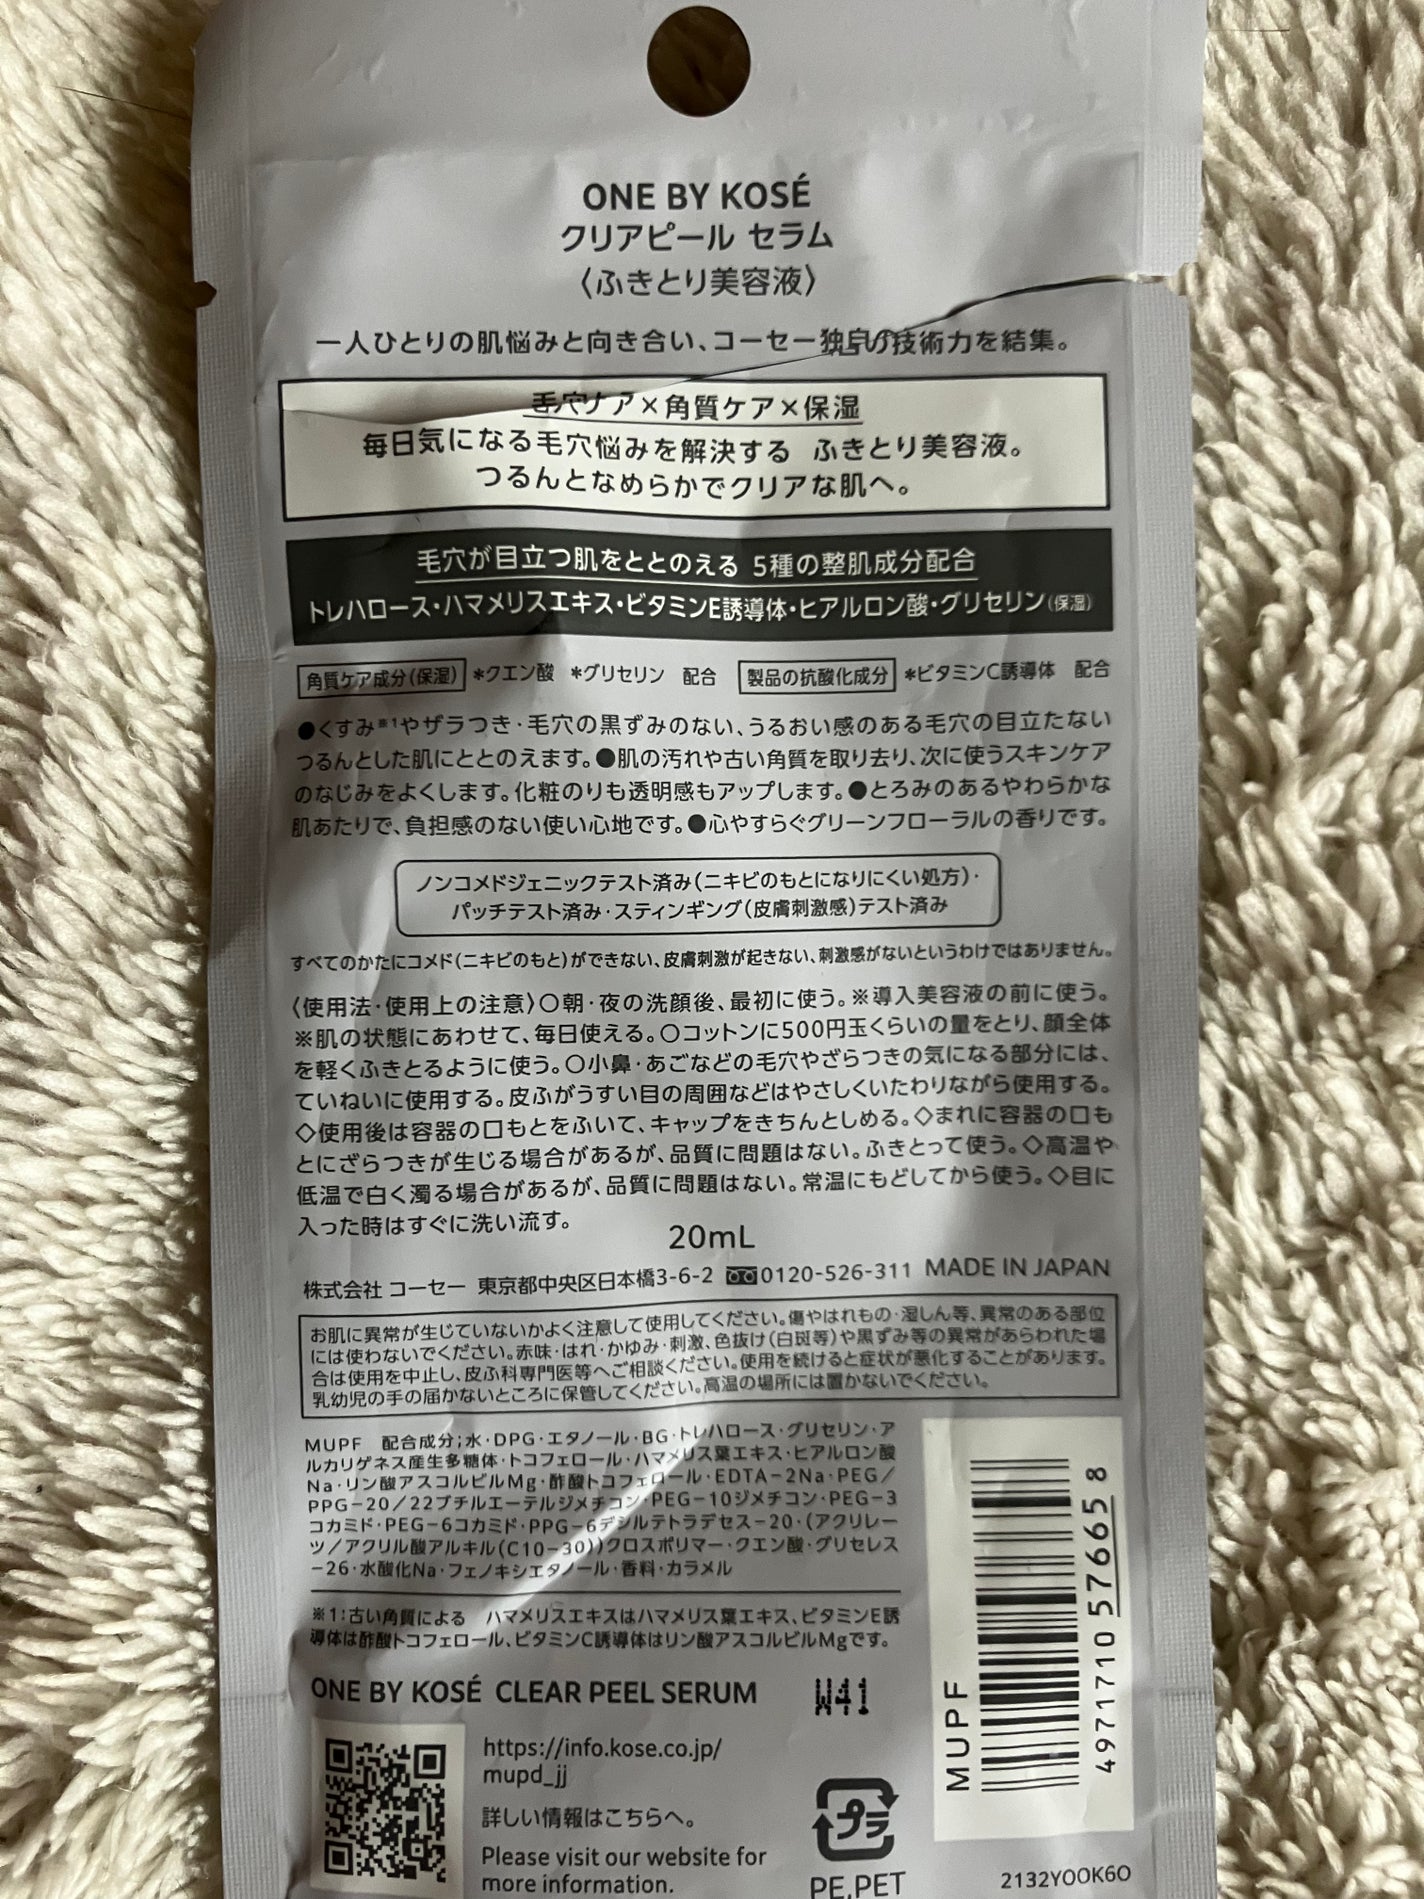 ONE BY KOSÉ
クリアピール セラム
〈ふきとり美容液〉
一人ひとりの肌悩みと向き合い、コーセー独自の技術力を結集。
毛穴ケア×角質ケア×保湿
毎日気になる毛穴悩みを解決する ふきとり美容液。
つるんとなめらかでクリアな肌へ。
毛穴が目立つ肌をととのえる 5種の整肌成分配合
トレハロース・ハマメリスエキス・ビタミンE誘導体・ヒアルロン酸・グリセリン(保湿)
角質ケア成分(保湿) *クエン酸 *グリセリン 配合 製品の抗酸化成分 *ビタミンC誘導体 配合
●くすみ※1やザラつき・毛穴の黒ずみのない、うるおい感のある毛穴の目立たない
つるんとした肌にととのえます。●肌の汚れや古い角質を取り去り、次に使うスキンケア
のなじみをよくします。化粧のりも透明感もアップします。●とろみのあるやわらかな
肌あたりで、負担感のない使い心地です。●心やすらぐグリーンフローラルの香りです。
ノンコメドジェニックテスト済み(ニキビのもとになりにくい処方)・
パッチテスト済み・スティンギング(皮膚刺激感)テスト済み
すべてのかたにコメド(ニキビのもと)ができない、皮膚刺激が起きない、刺激感がないというわけではありません。
〈使用法・使用上の注意〉○朝・夜の洗顔後、最初に使う。※導入美容液の前に使う。
※肌の状態にあわせて、毎日使える。○コットンに500円玉くらいの量をとり、顔全体
を軽くふきとるように使う。○小鼻・あごなどの毛穴やざらつきの気になる部分には、
ていねいに使用する。皮ふがうすい目の周囲などはやさしくいたわりながら使用する。
◇使用後は容器の口もとをふいて、キャップをきちんとしめる。◇まれに容器の口も
とにざらつきが生じる場合があるが、品質に問題はない。ふきとって使う。◇高温や
低温で白く濁る場合があるが、品質に問題はない。常温にもどしてから使う。◇目に
入った時はすぐに洗い流す。
20mL
株式会社 コーセー 東京都中央区日本橋3-6-2 0120-526-311 MADE IN JAPAN
お肌に異常が生じていないかよく注意して使用してください。傷やはれもの・湿しん等、異常のある部位
には使わないでください。赤味・はれ・かゆみ・刺激、色抜け(白斑等)や黒ずみ等の異常があらわれた場
合は使用を中止し、皮ふ科専門医等へご相談ください。使用を続けると症状が悪化することがあります。
乳幼児の手の届かないところに保管してください。高温の場所には置かないでください。
MUPF 配合成分;水・DPG・エタノール・BG・トレハロース・グリセリン・ア
ルカリゲネス産生多糖体・トコフェロール・ハマメリス葉エキス・ヒアルロン酸
Na・リン酸アスコルビルMg・酢酸トコフェロール・EDTA-2Na・PEG/
PPG-20/22ブチルエーテルジメチコン・PEG-10ジメチコン・PEG-3
コカミド・PEG-6コカミド・PPG-6デシルテトラデセス-20・(アクリレー
ツ/アクリル酸アルキル(C10-30))クロスポリマー・クエン酸・グリセレス
-26・水酸化Na・フェノキシエタノール・香料・カラメル
※1:古い角質による ハマメリスエキスはハマメリス葉エキス、ビタミンE誘
導体は酢酸トコフェロール、ビタミンC誘導体はリン酸アスコルビルMgです。
ONE BY KOSÉ CLEAR PEEL SERUM
W41
https://info.kose.co.jp/
mupd_jj
詳しい情報はこちらへ。
Please visit our website for
more information.
プラ
PE,PET
MUPF
4971710 576658
2132YOOK6O